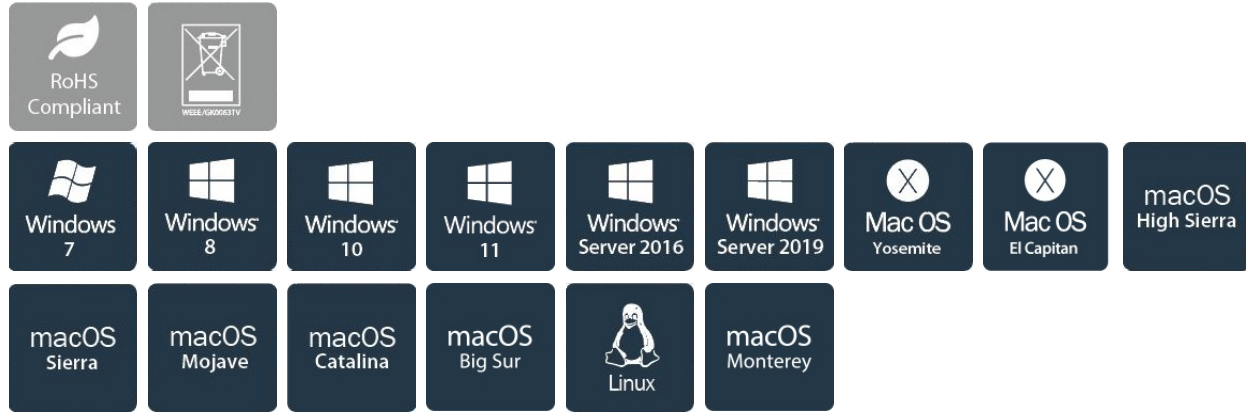 RoHS
Compliant
WEEE/GK0063TV
Windows
7
Windows
8
Windows
10
Windows
11
Windows
Server 2016
Windows
Server 2019
X
Mac OS
Yosemite
X
Mac OS
El Capitan
macOS
High Sierra
macOS
Sierra
macOS
Mojave
macOS
Catalina
macOS
Big Sur
Linux
macOS
Monterey